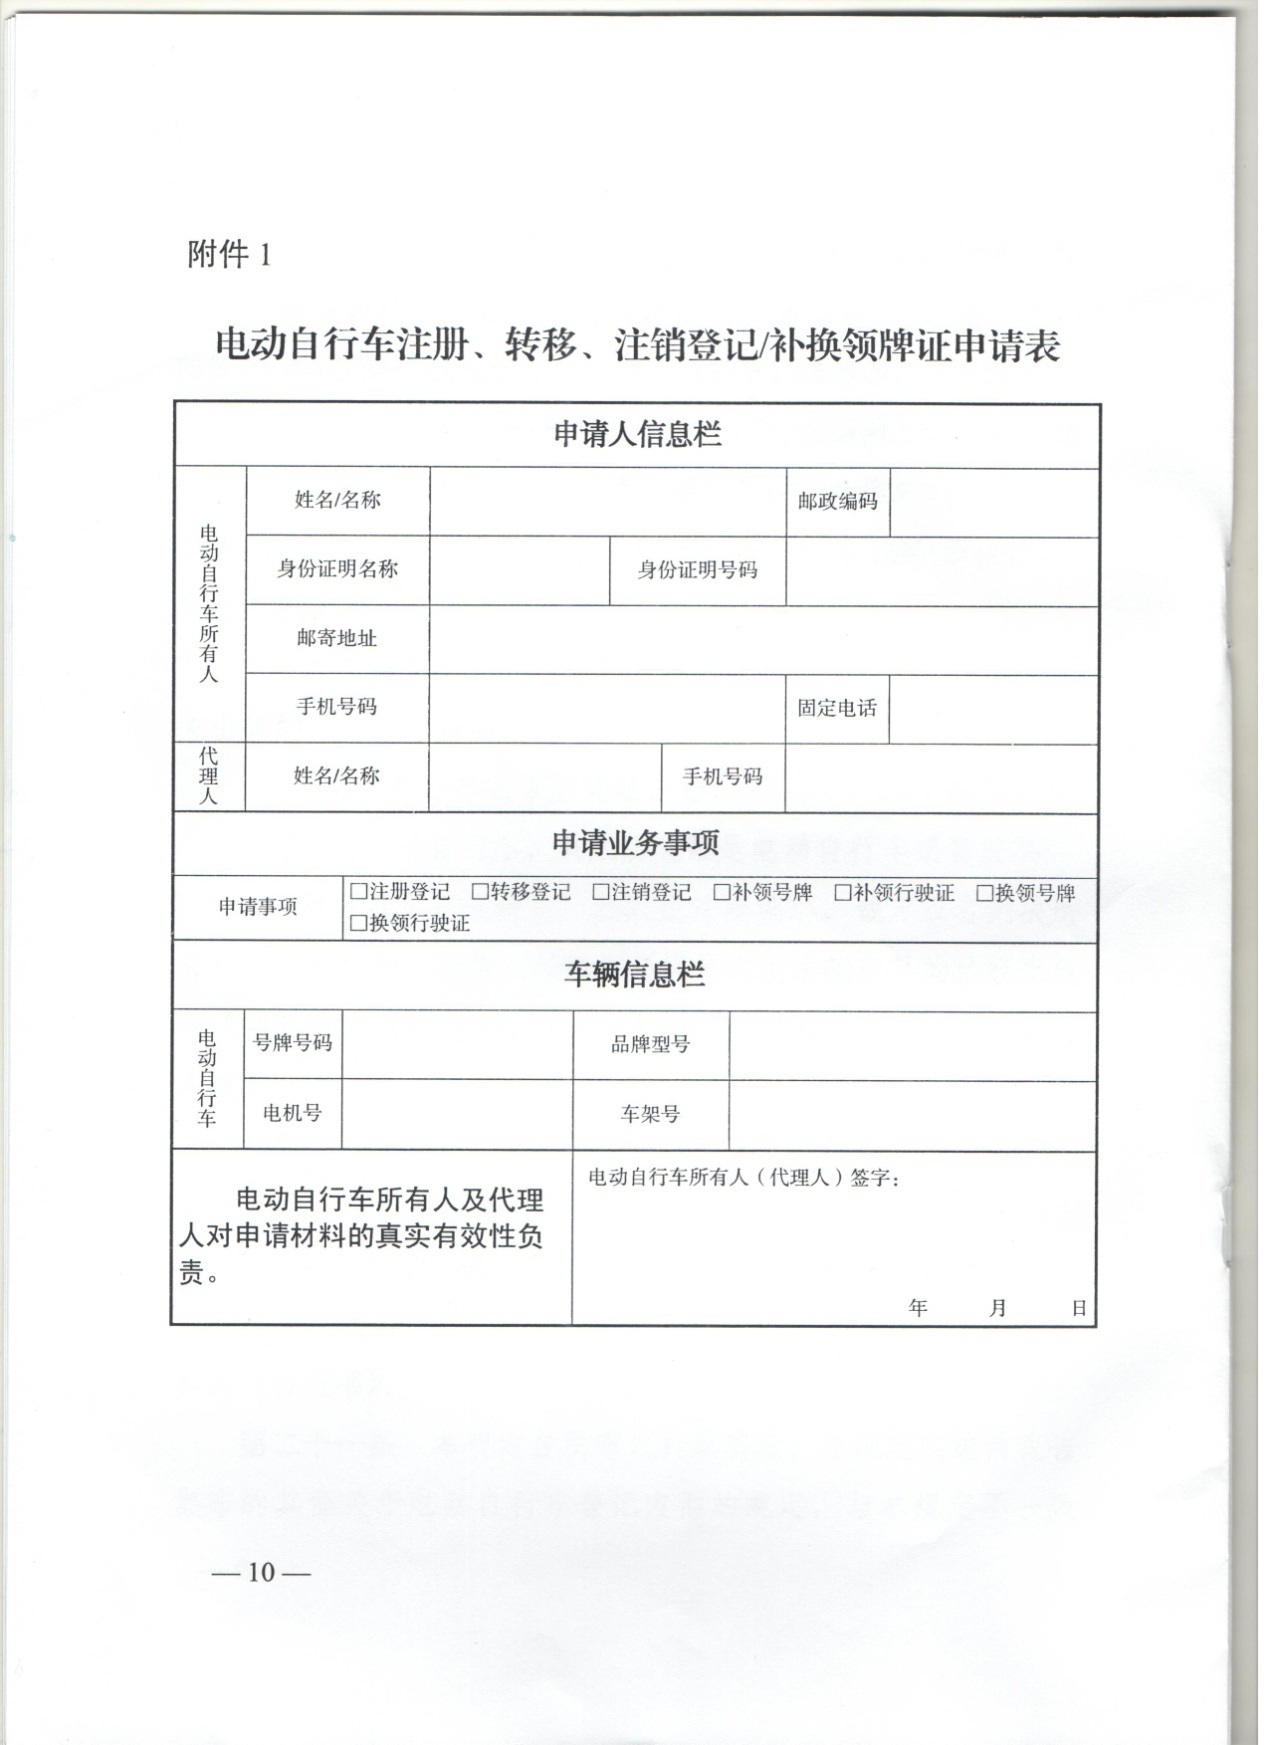 附件 1
电动自行车注册、转移、注销登记/补换领牌证申请表
申请人信息栏
电动自行车所有人
姓名/名称
邮政编码
身份证明名称
身份证明号码
邮寄地址
手机号码
固定电话
代理人
姓名/名称
手机号码
申请业务事项
申请事项
□注册登记 □转移登记 □注销登记 □补领号牌 □补领行驶证 □换领号牌
□换领行驶证
车辆信息栏
电动自行车
号牌号码
品牌型号
电机号
车架号
电动自行车所有人及代理
人对申请材料的真实有效性负
责。
电动自行车所有人（代理人）签字：
年 月 日
— 10 —